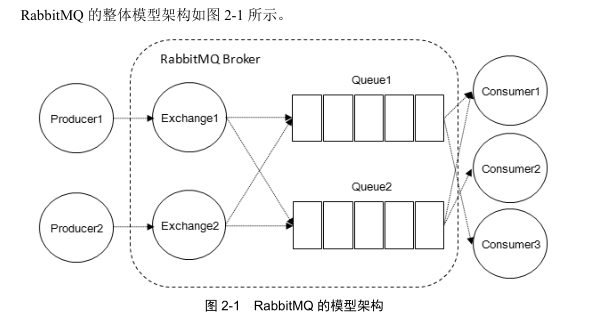 RabbitMQ 的整体模型架构如图 2-1 所示。
RabbitMQ Broker
Queue1
Producer1
Exchange1
Consumer1
Consumer2
Queue2
Producer2
Exchange2
Consumer3
图 2-1 RabbitMQ 的模型架构